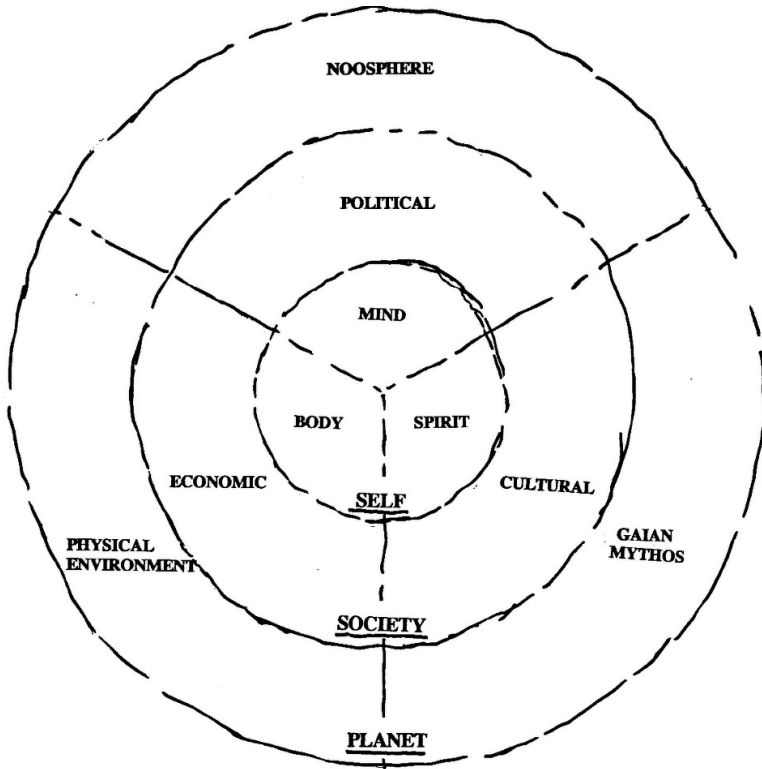 NOOSPHERE
POLITICAL
MIND
BODY
SPIRIT
ECONOMIC
CULTURAL
SELF
PHYSICAL
ENVIRONMENT
GAIAN
MYTHOS
SOCIETY
PLANET